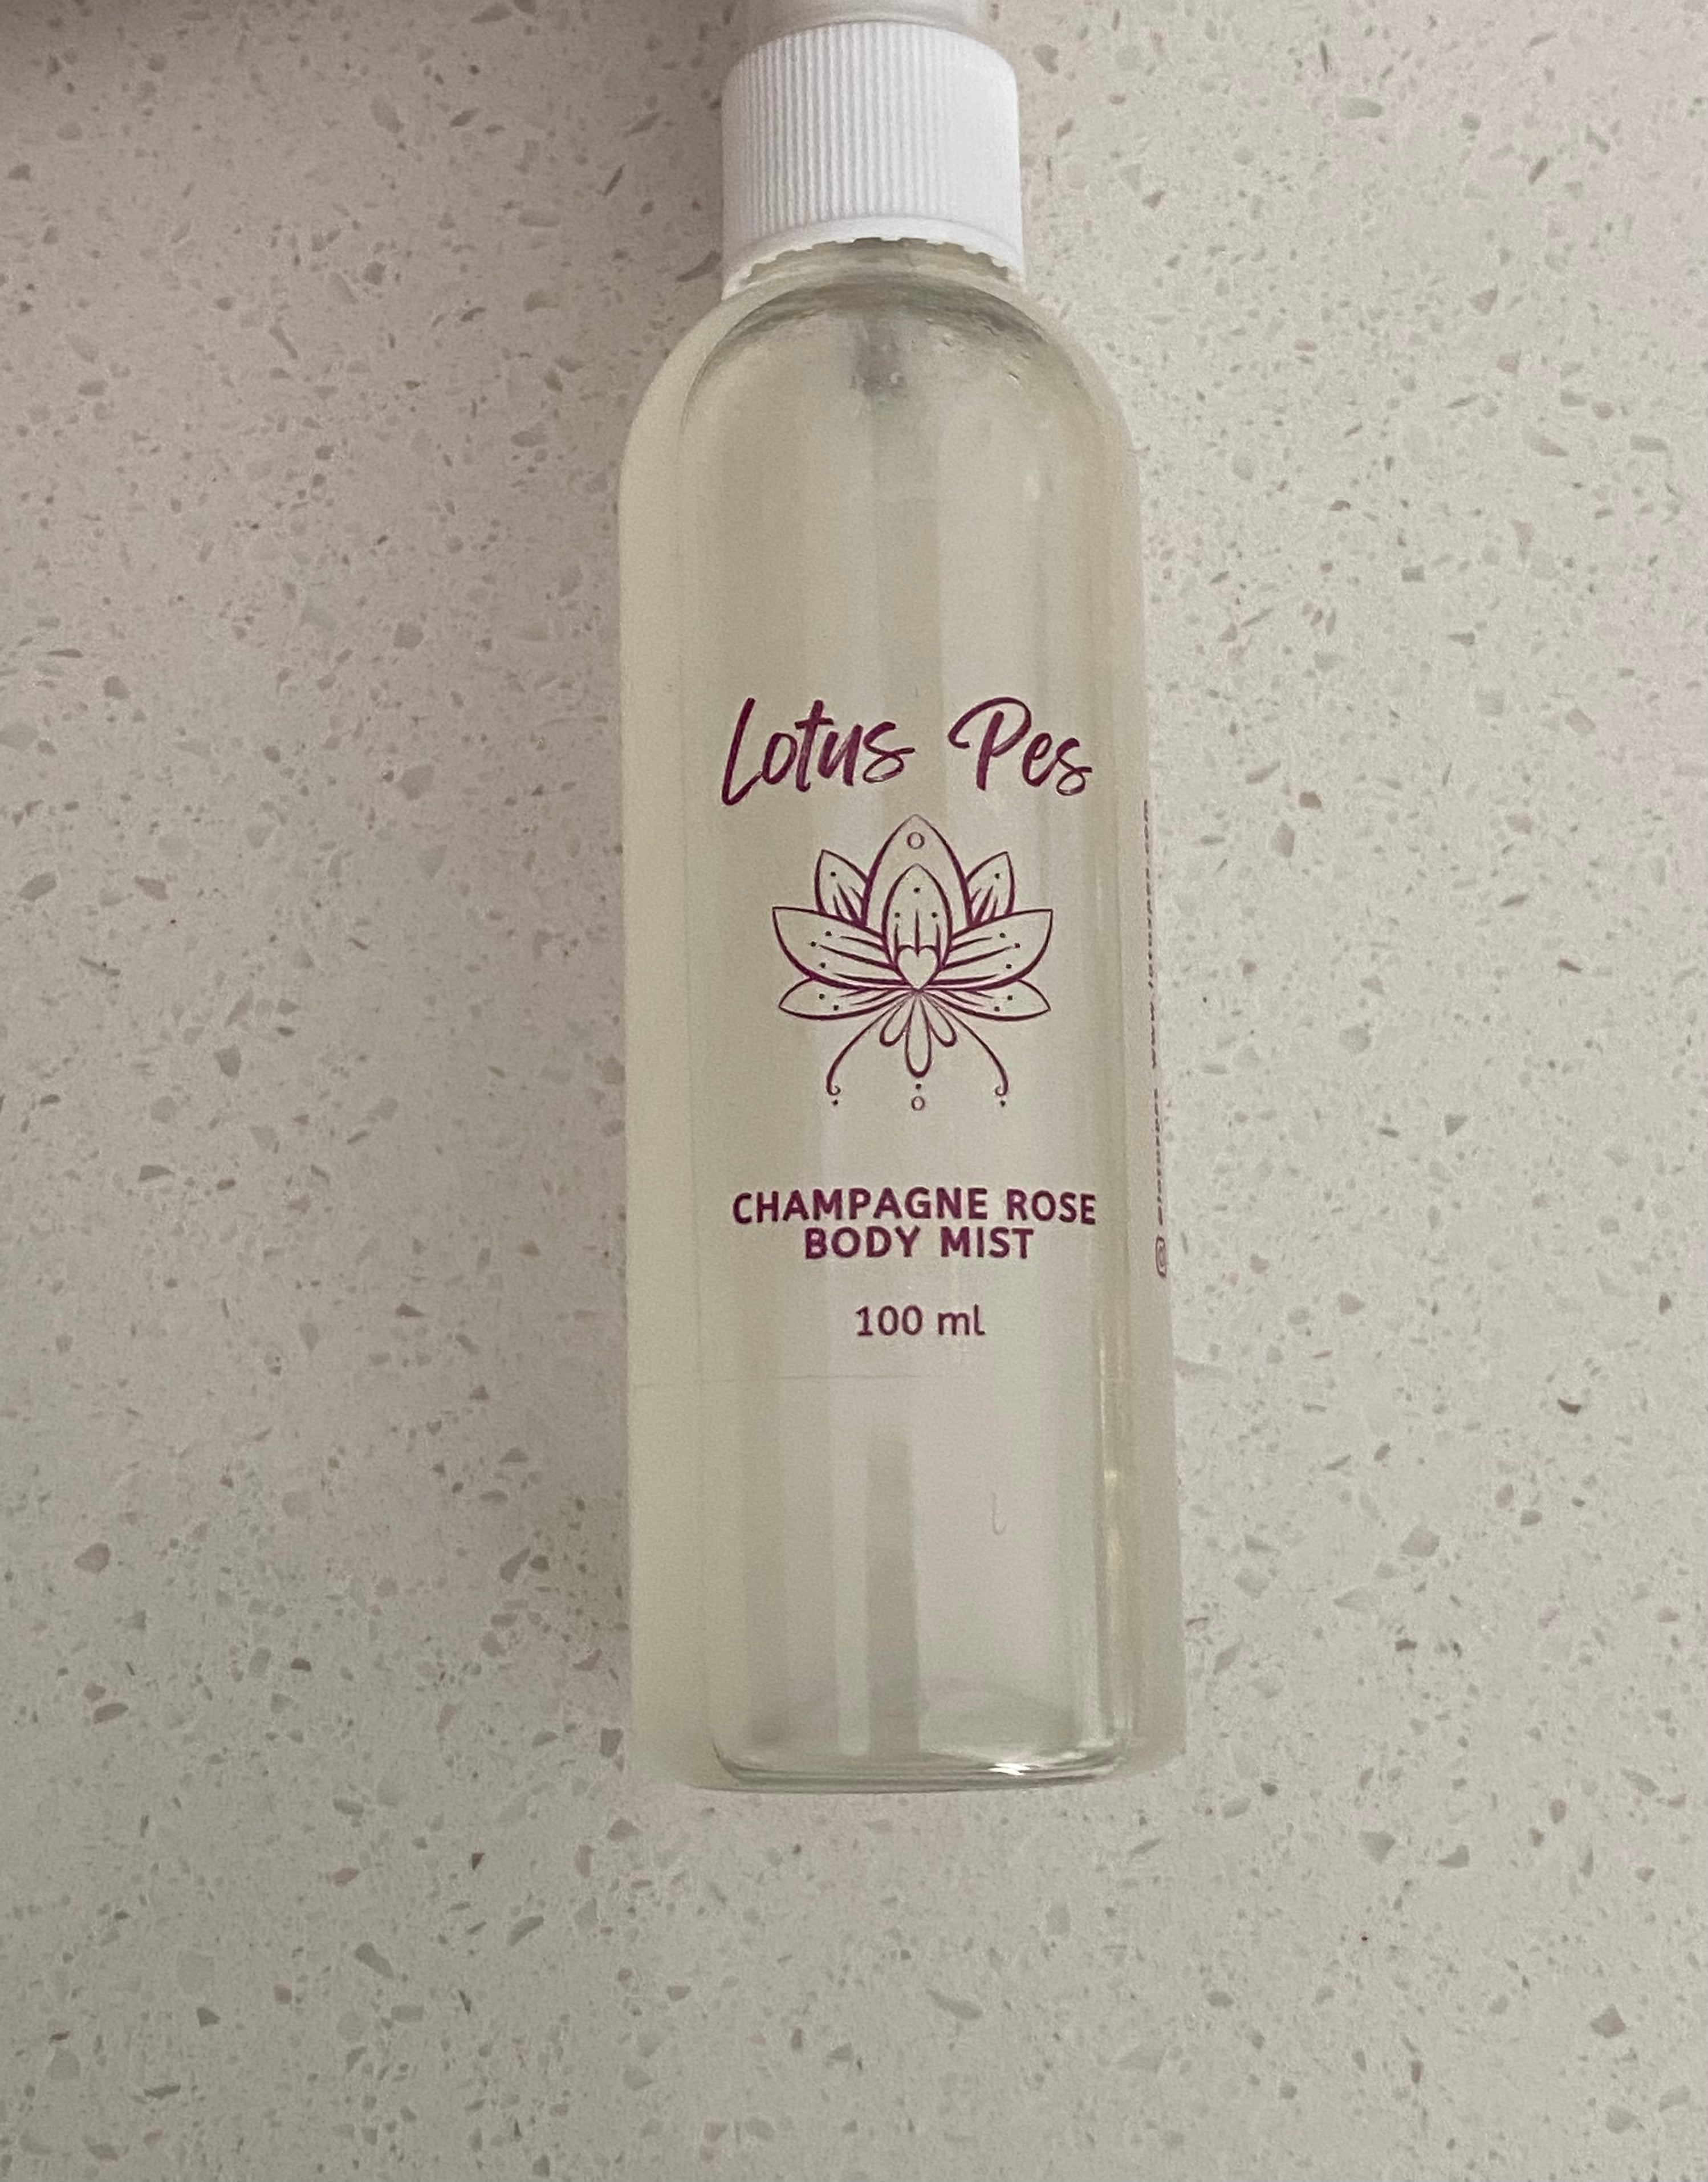 Lotus Pes
CHAMPAGNE ROSE
BODY MIST
100 ml